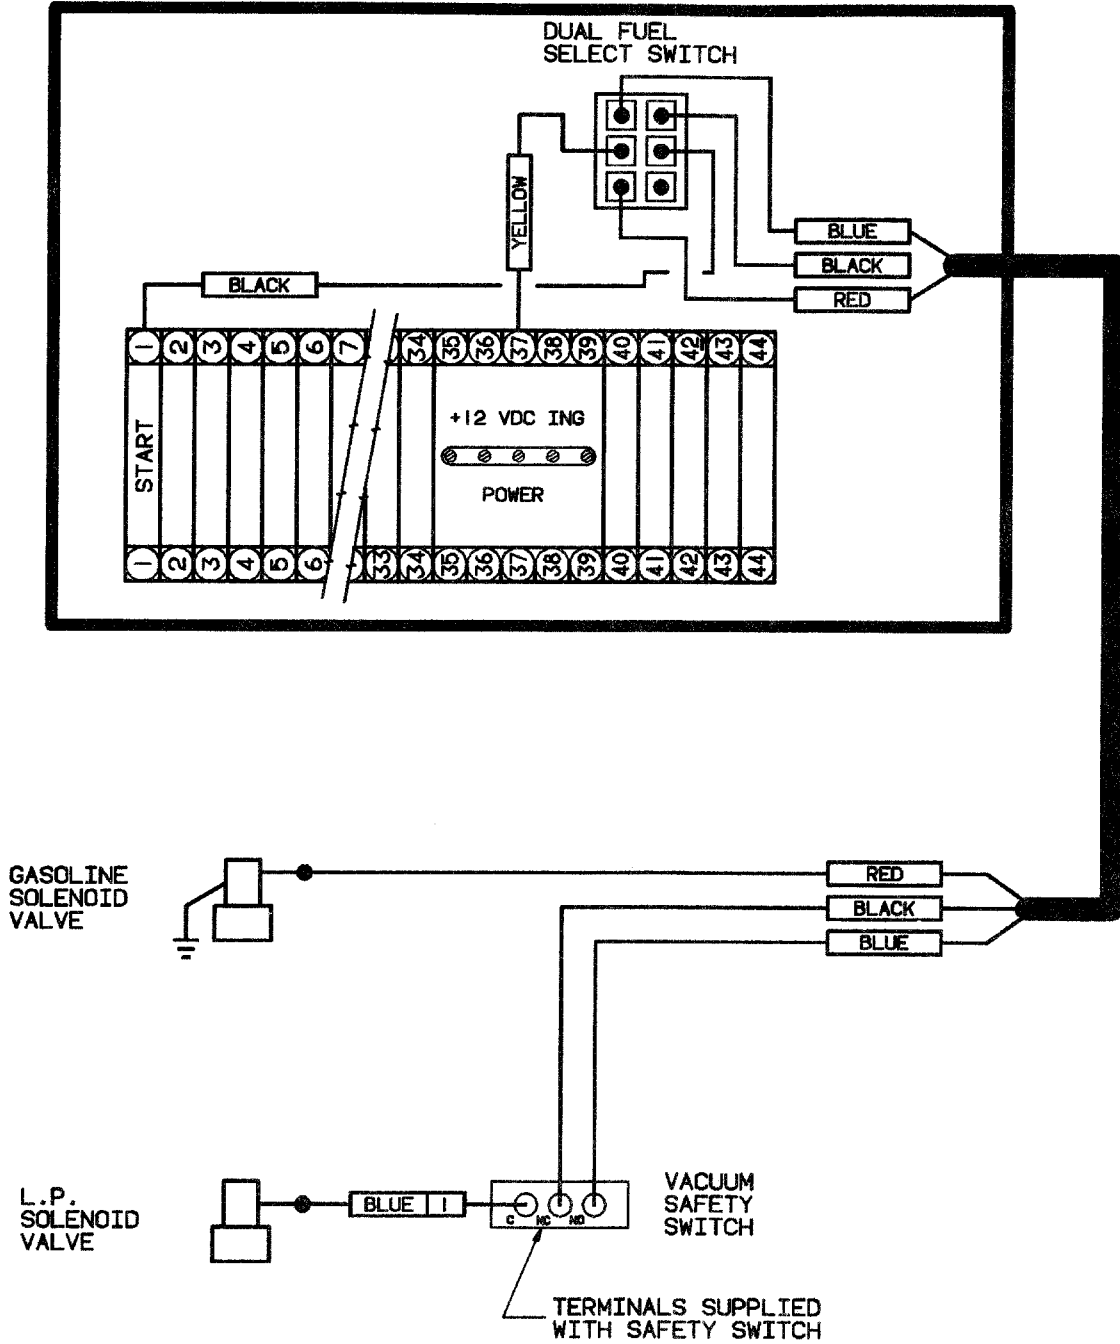 DUAL FUEL
SELECT SWITCH
YELLOW
BLUE
BLACK
BLACK
RED
1 2 3 4 5 6 7 34 35 36 37 38 39 40 41 42 43 44
START
+12 VDC ING
POWER
1 2 3 4 5 6 33 34 35 36 37 38 39 40 41 42 43 44
GASOLINE
SOLENOID
VALVE
RED
BLACK
BLUE
L.P.
SOLENOID
VALVE
BLUE 1
C NC NO
VACUUM
SAFETY
SWITCH
TERMINALS SUPPLIED
WITH SAFETY SWITCH